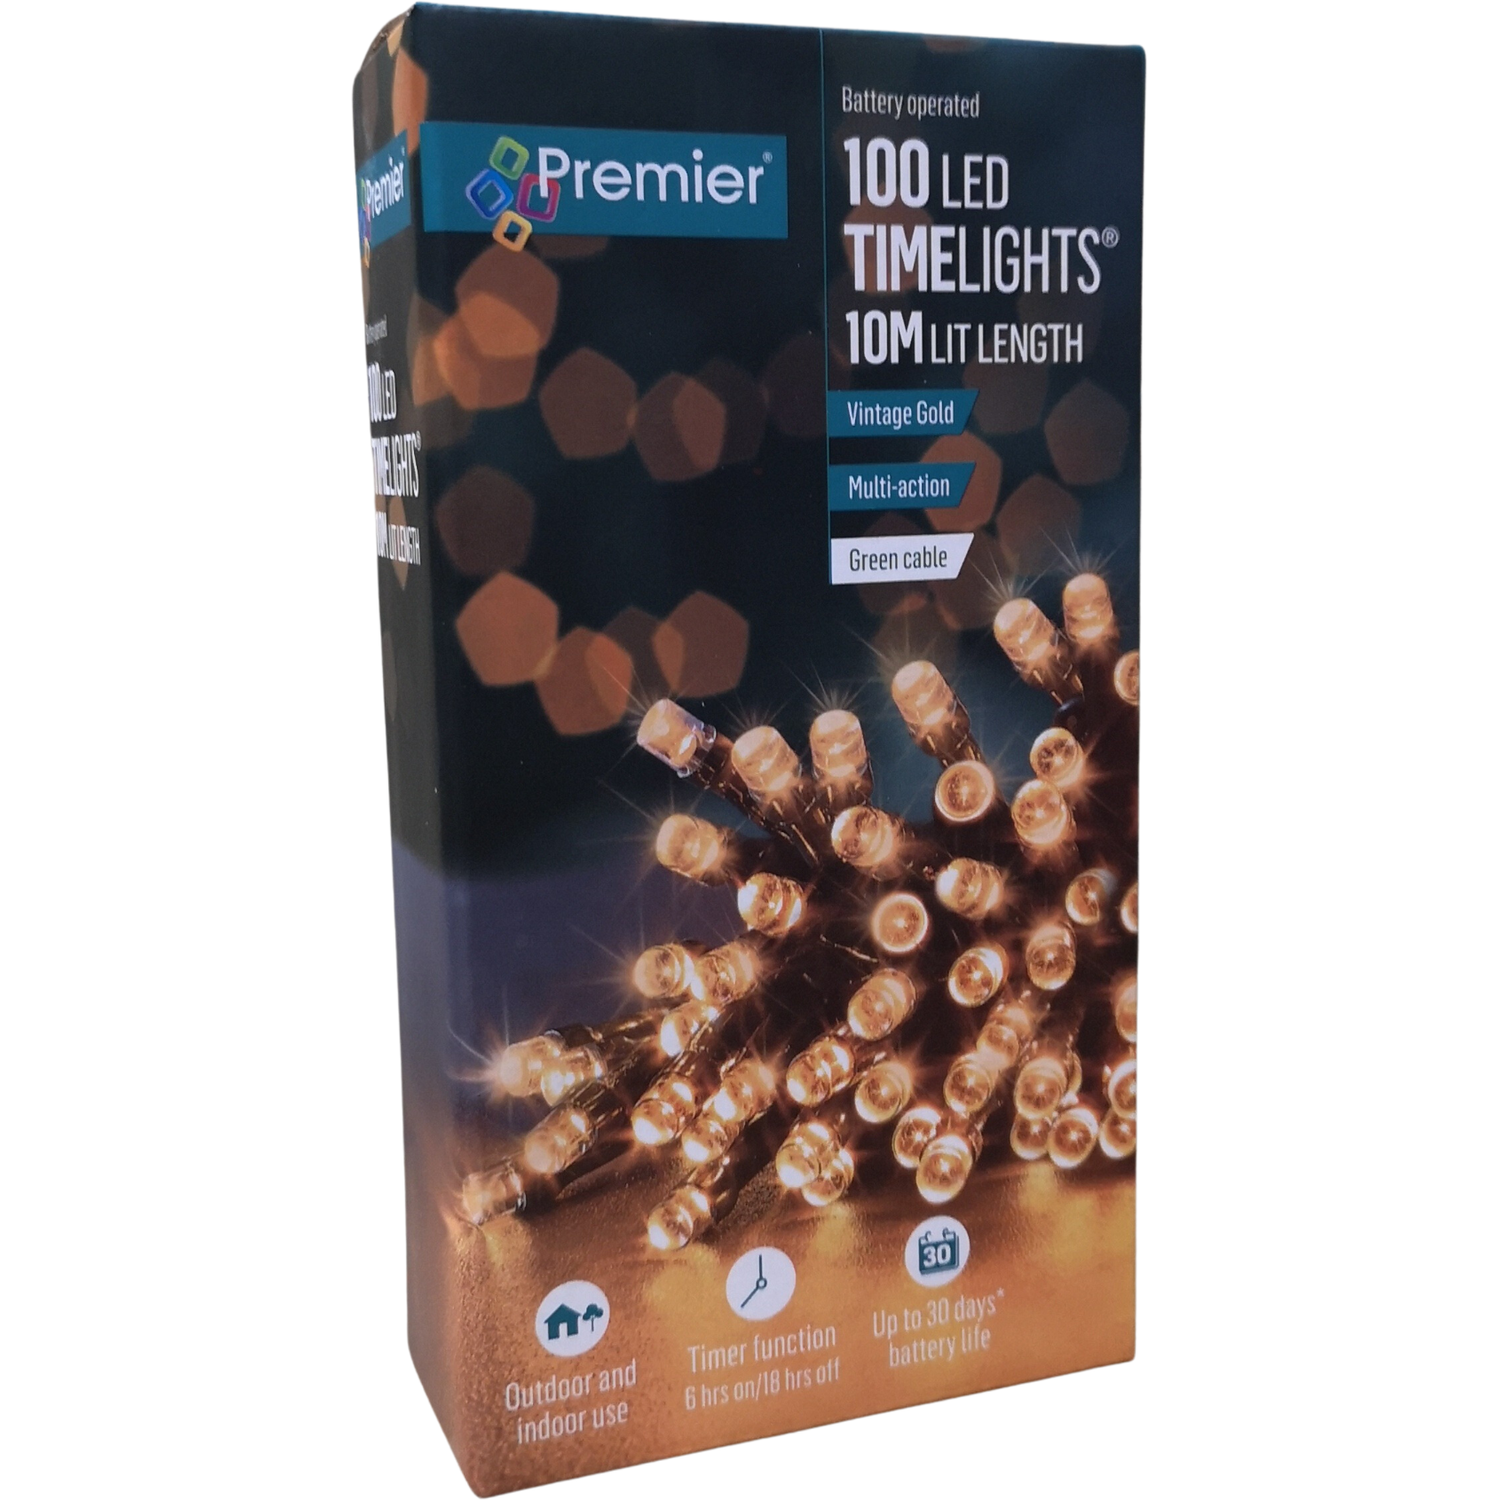 Premier®
Battery operated
100 LED
TIMELIGHTS®
10M LIT LENGTH
Vintage Gold
Multi-action
Green cable
30
Outdoor and
indoor use
Timer function
6 hrs on/18 hrs off
Up to 30 days*
battery life
Premier
Battery operated
100 LED
TIMELIGHTS®
10M LIT LENGTH